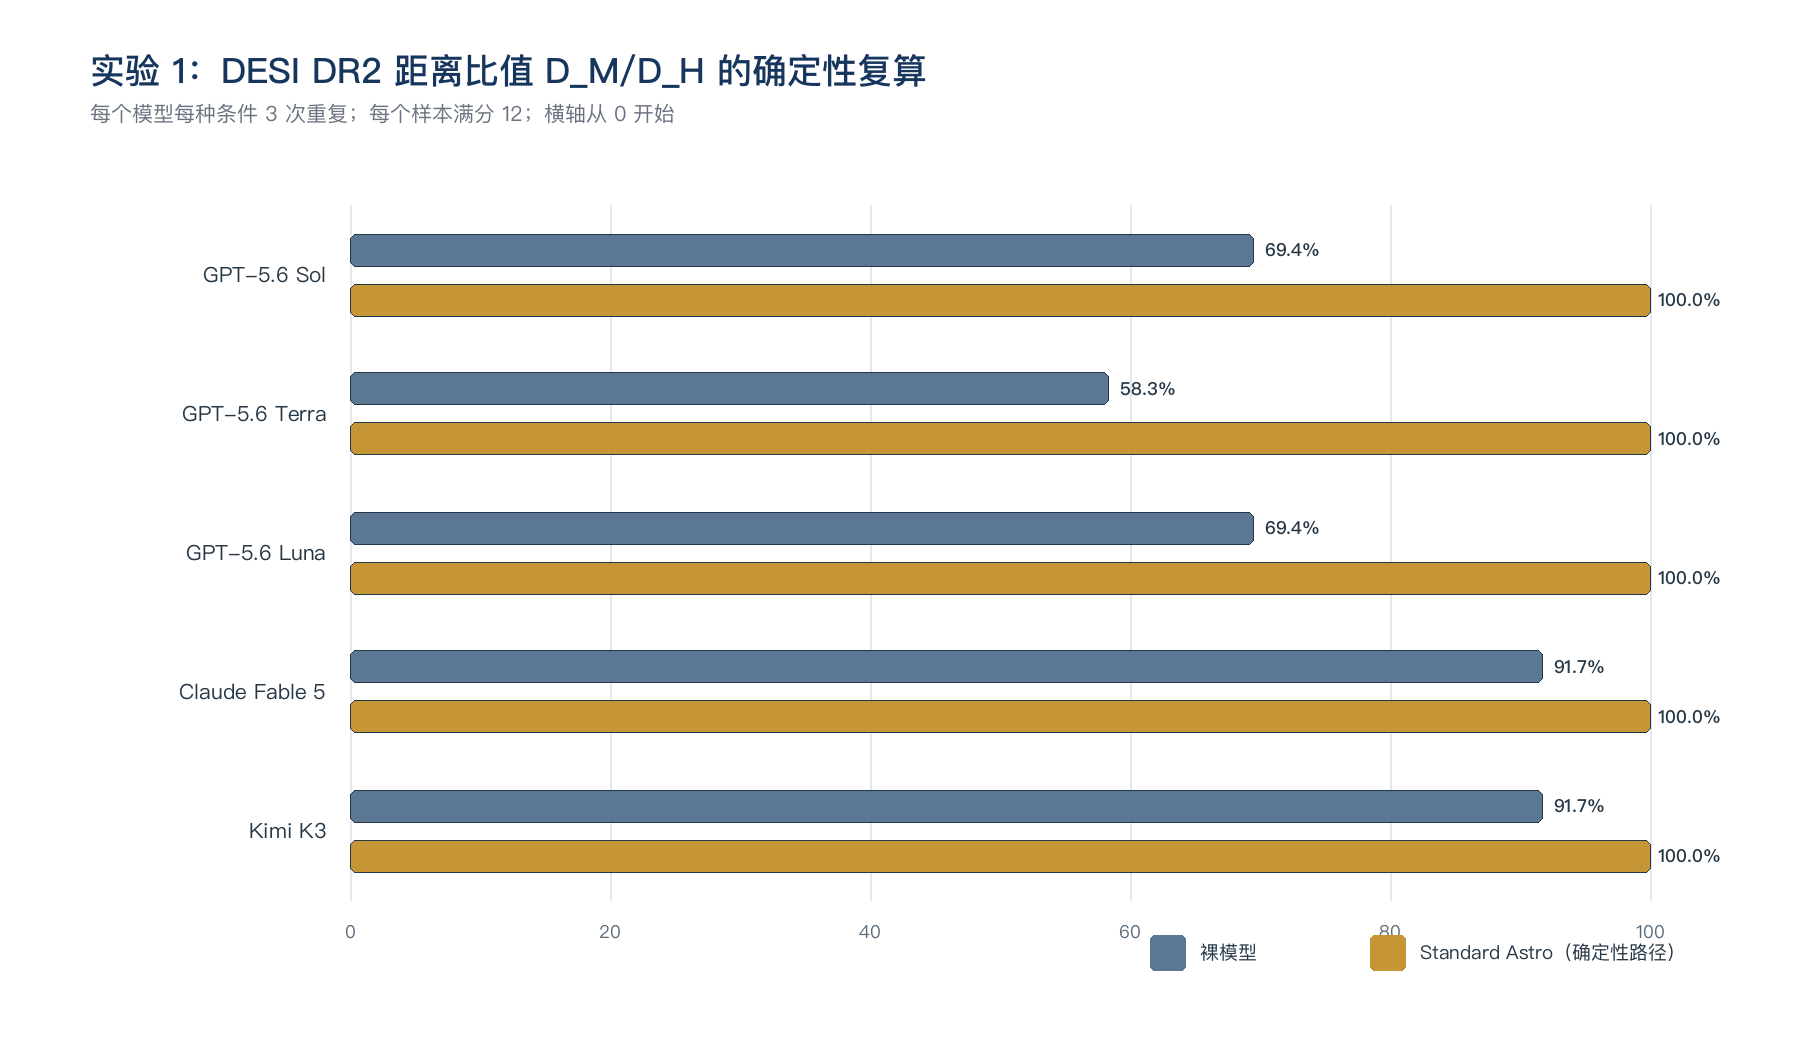 实验 1：DESI DR2 距离比值 D_M/D_H 的确定性复算
每个模型每种条件 3 次重复；每个样本满分 12；横轴从 0 开始
69.4%
GPT–5.6 Sol
100.0%
58.3%
GPT–5.6 Terra
100.0%
69.4%
GPT–5.6 Luna
100.0%
91.7%
Claude Fable 5
100.0%
91.7%
Kimi K3
100.0%
0 20 40 60 80 100
裸模型 Standard Astro（确定性路径）